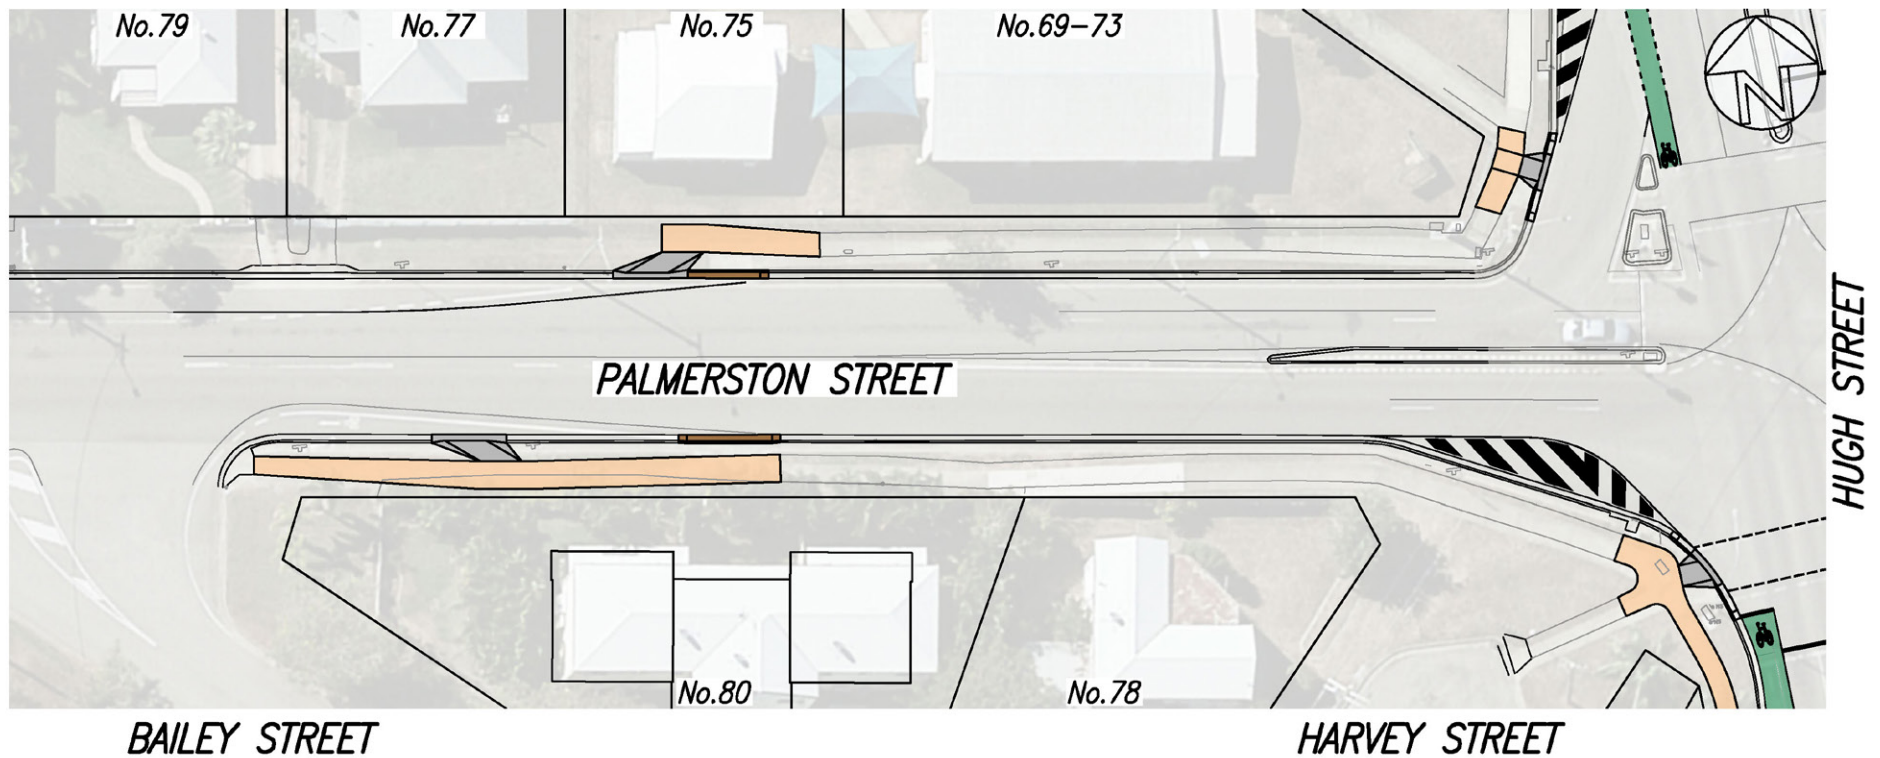 No.79
No.77
No.75
No.69-73
N
PALMERSTON STREET
HUGH STREET
No.80
No.78
BAILEY STREET
HARVEY STREET